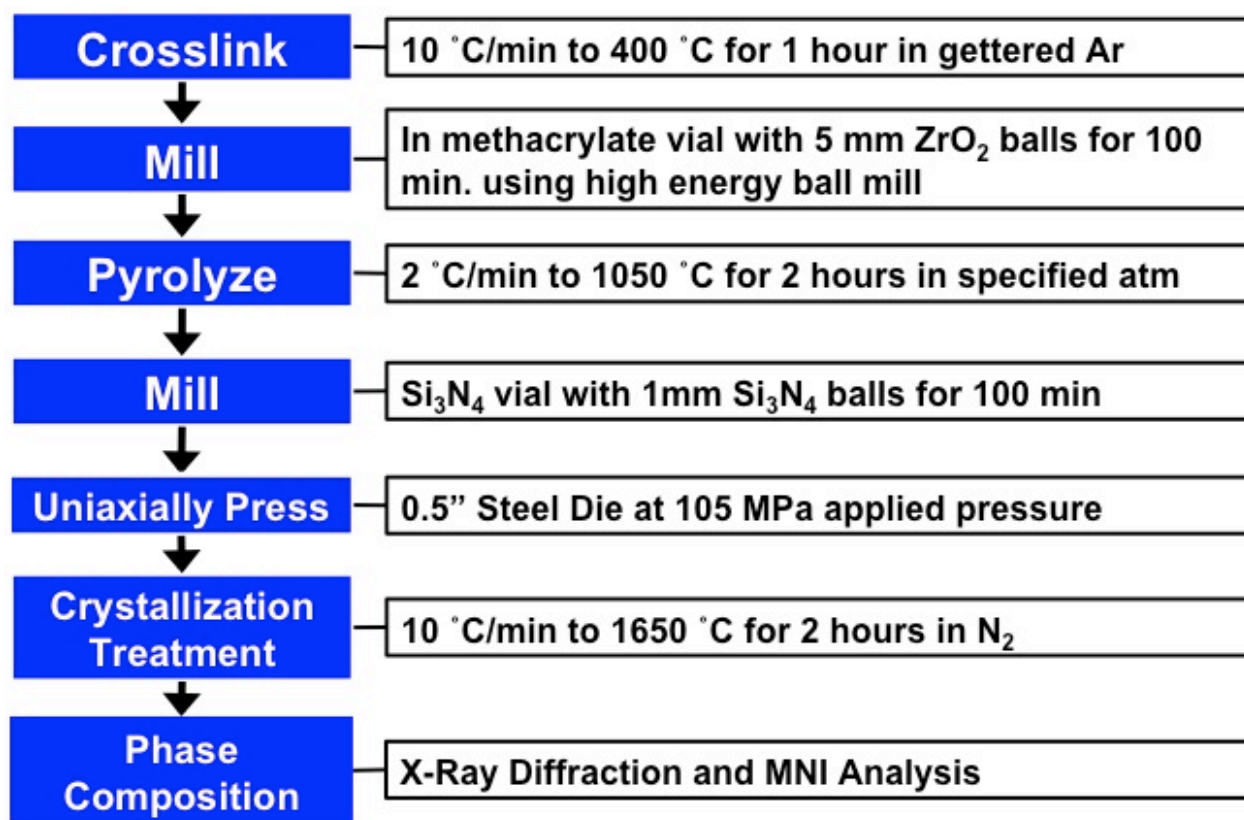 Crosslink
10 ˚C/min to 400 ˚C for 1 hour in gettered Ar
Mill
In methacrylate vial with 5 mm ZrO₂ balls for 100
min. using high energy ball mill
Pyrolyze
2 ˚C/min to 1050 ˚C for 2 hours in specified atm
Mill
Si₃N₄ vial with 1mm Si₃N₄ balls for 100 min
Uniaxially Press
0.5” Steel Die at 105 MPa applied pressure
Crystallization
Treatment
10 ˚C/min to 1650 ˚C for 2 hours in N₂
Phase
Composition
X-Ray Diffraction and MNI Analysis